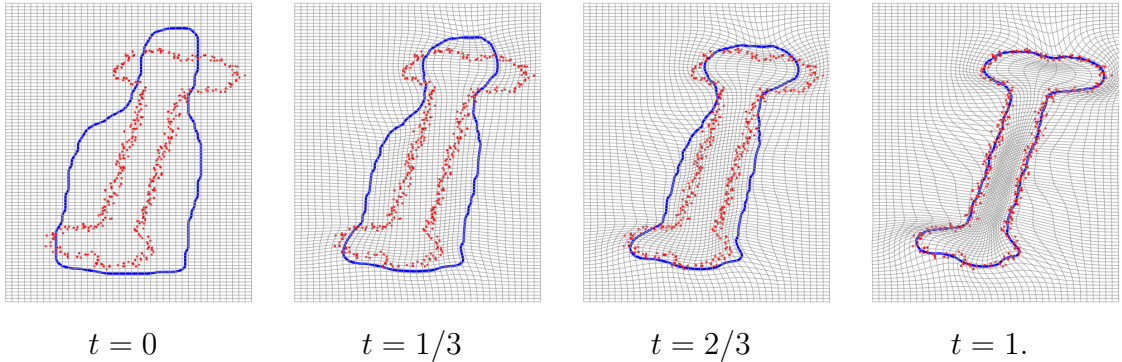 t = 0 t = 1/3 t = 2/3 t = 1.